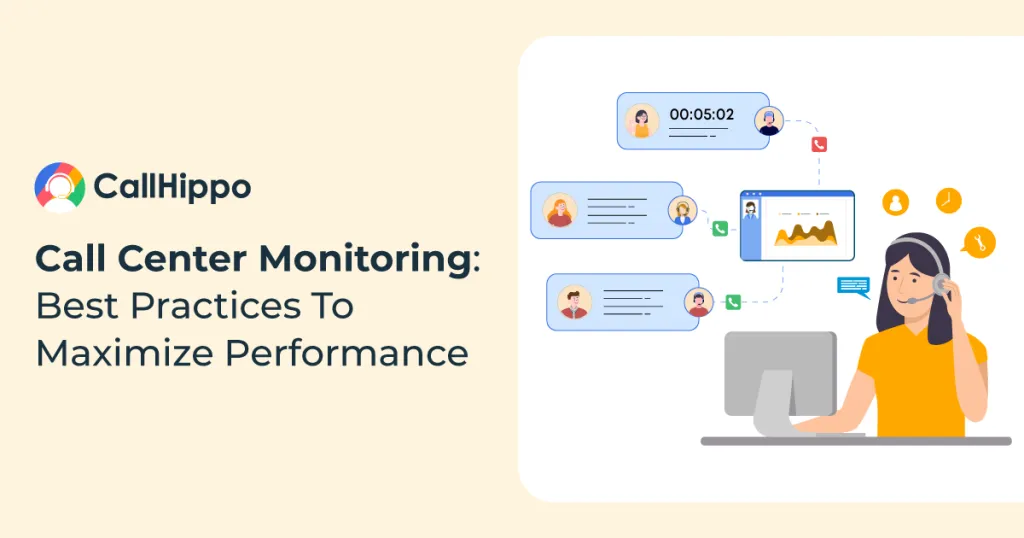 CallHippo
Call Center Monitoring:
Best Practices To
Maximize Performance
00:05:02